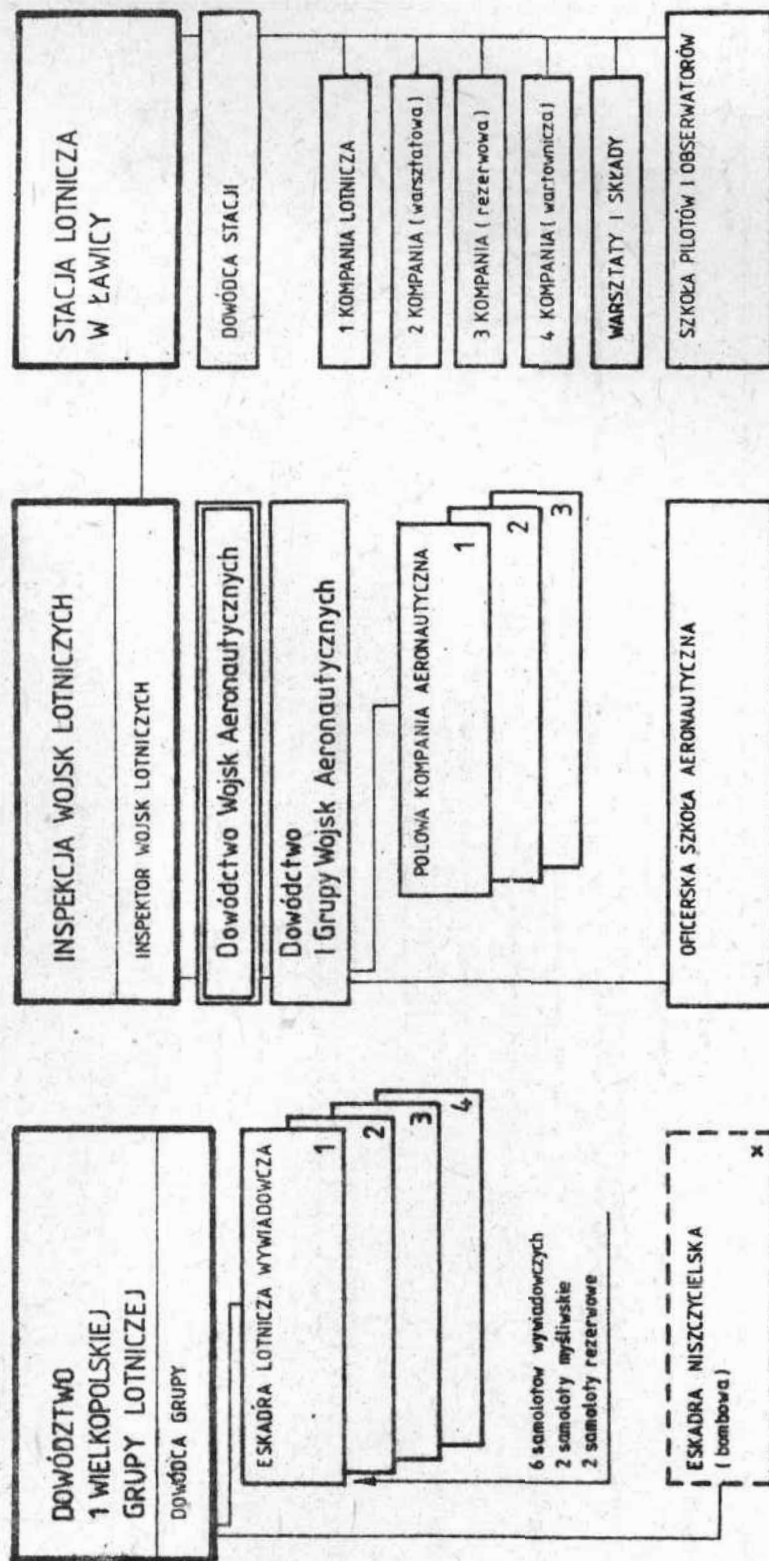 DOWÓDZTWO
1 WIELKOPOLSKIEJ
GRUPY LOTNICZEJ
DOWÓDCA GRUPY
ESKADRA LOTNICZA WYWIADOWCZA
1
2
3
4
6 samolotów wywiadowczych
2 samoloty myśliwskie
2 samoloty rezerwowe
ESKADRA NISZCZYCIELSKA
(bombowa)
x
INSPEKCJA WOJSK LOTNICZYCH
INSPEKTOR WOJSK LOTNICZYCH
Dowództwo Wojsk Aeronautycznych
Dowództwo
I Grupy Wojsk Aeronautycznych
POLOWA KOMPANIA AERONAUTYCZNA
1
2
3
OFICERSKA SZKOŁA AERONAUTYCZNA
STACJA LOTNICZA
W ŁAWICY
DOWÓDCA STACJI
1 KOMPANIA LOTNICZA
2 KOMPANIA (warsztatowa)
3 KOMPANIA (rezerwowa)
4 KOMPANIA (wartownicza)
WARSZTATY I SKŁADY
SZKOŁA PILOTÓW I OBSERWATORÓW